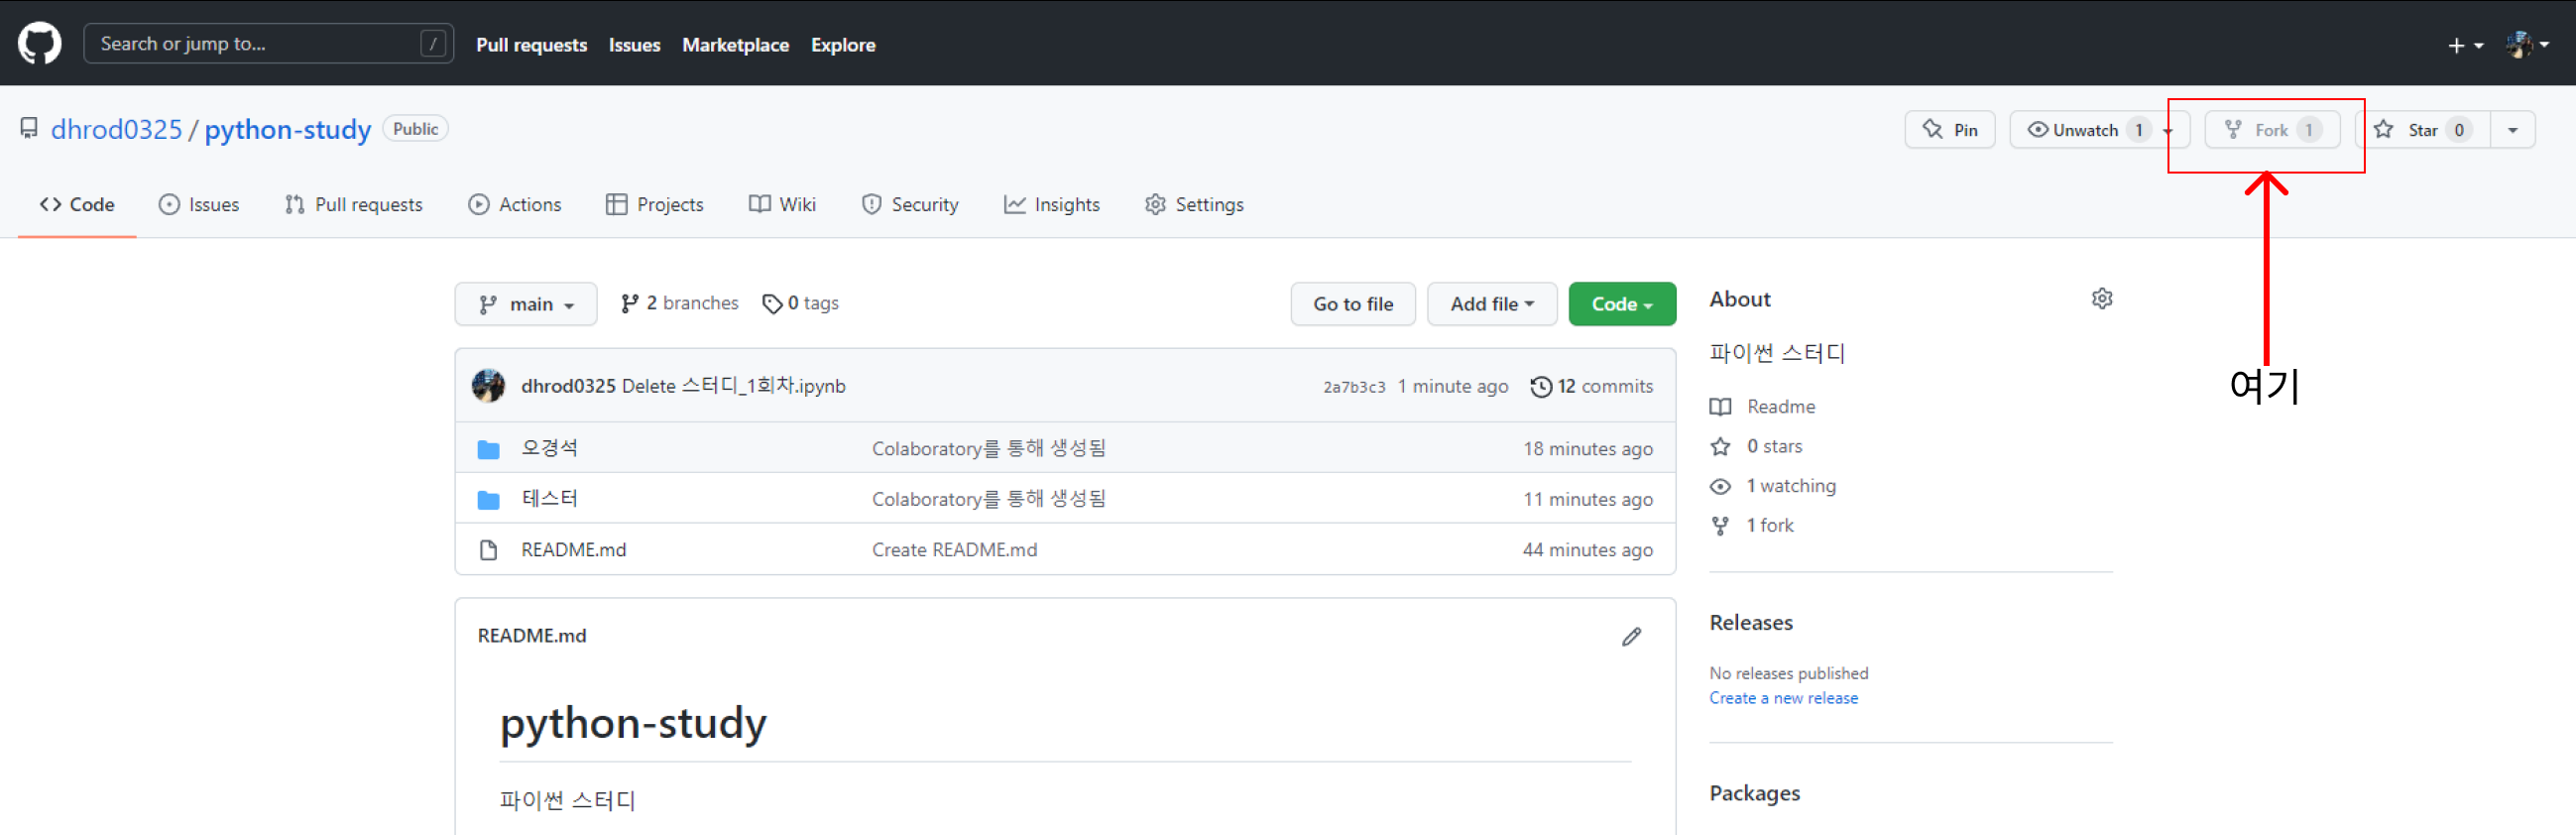 Search or jump to... / Pull requests Issues Marketplace Explore
dhrod0325 / python-study Public Pin Unwatch 1 Fork 1 Star 0
Code Issues Pull requests Actions Projects Wiki Security Insights Settings
여기
main 2 branches 0 tags Go to file Add file Code
dhrod0325 Delete 스터디_1회차.ipynb 2a7b3c3 1 minute ago 12 commits
오경석 Colaboratory를 통해 생성됨 18 minutes ago
테스터 Colaboratory를 통해 생성됨 11 minutes ago
README.md Create README.md 44 minutes ago
README.md
python-study
파이썬 스터디
About
파이썬 스터디
Readme
0 stars
1 watching
1 fork
Releases
No releases published
Create a new release
Packages